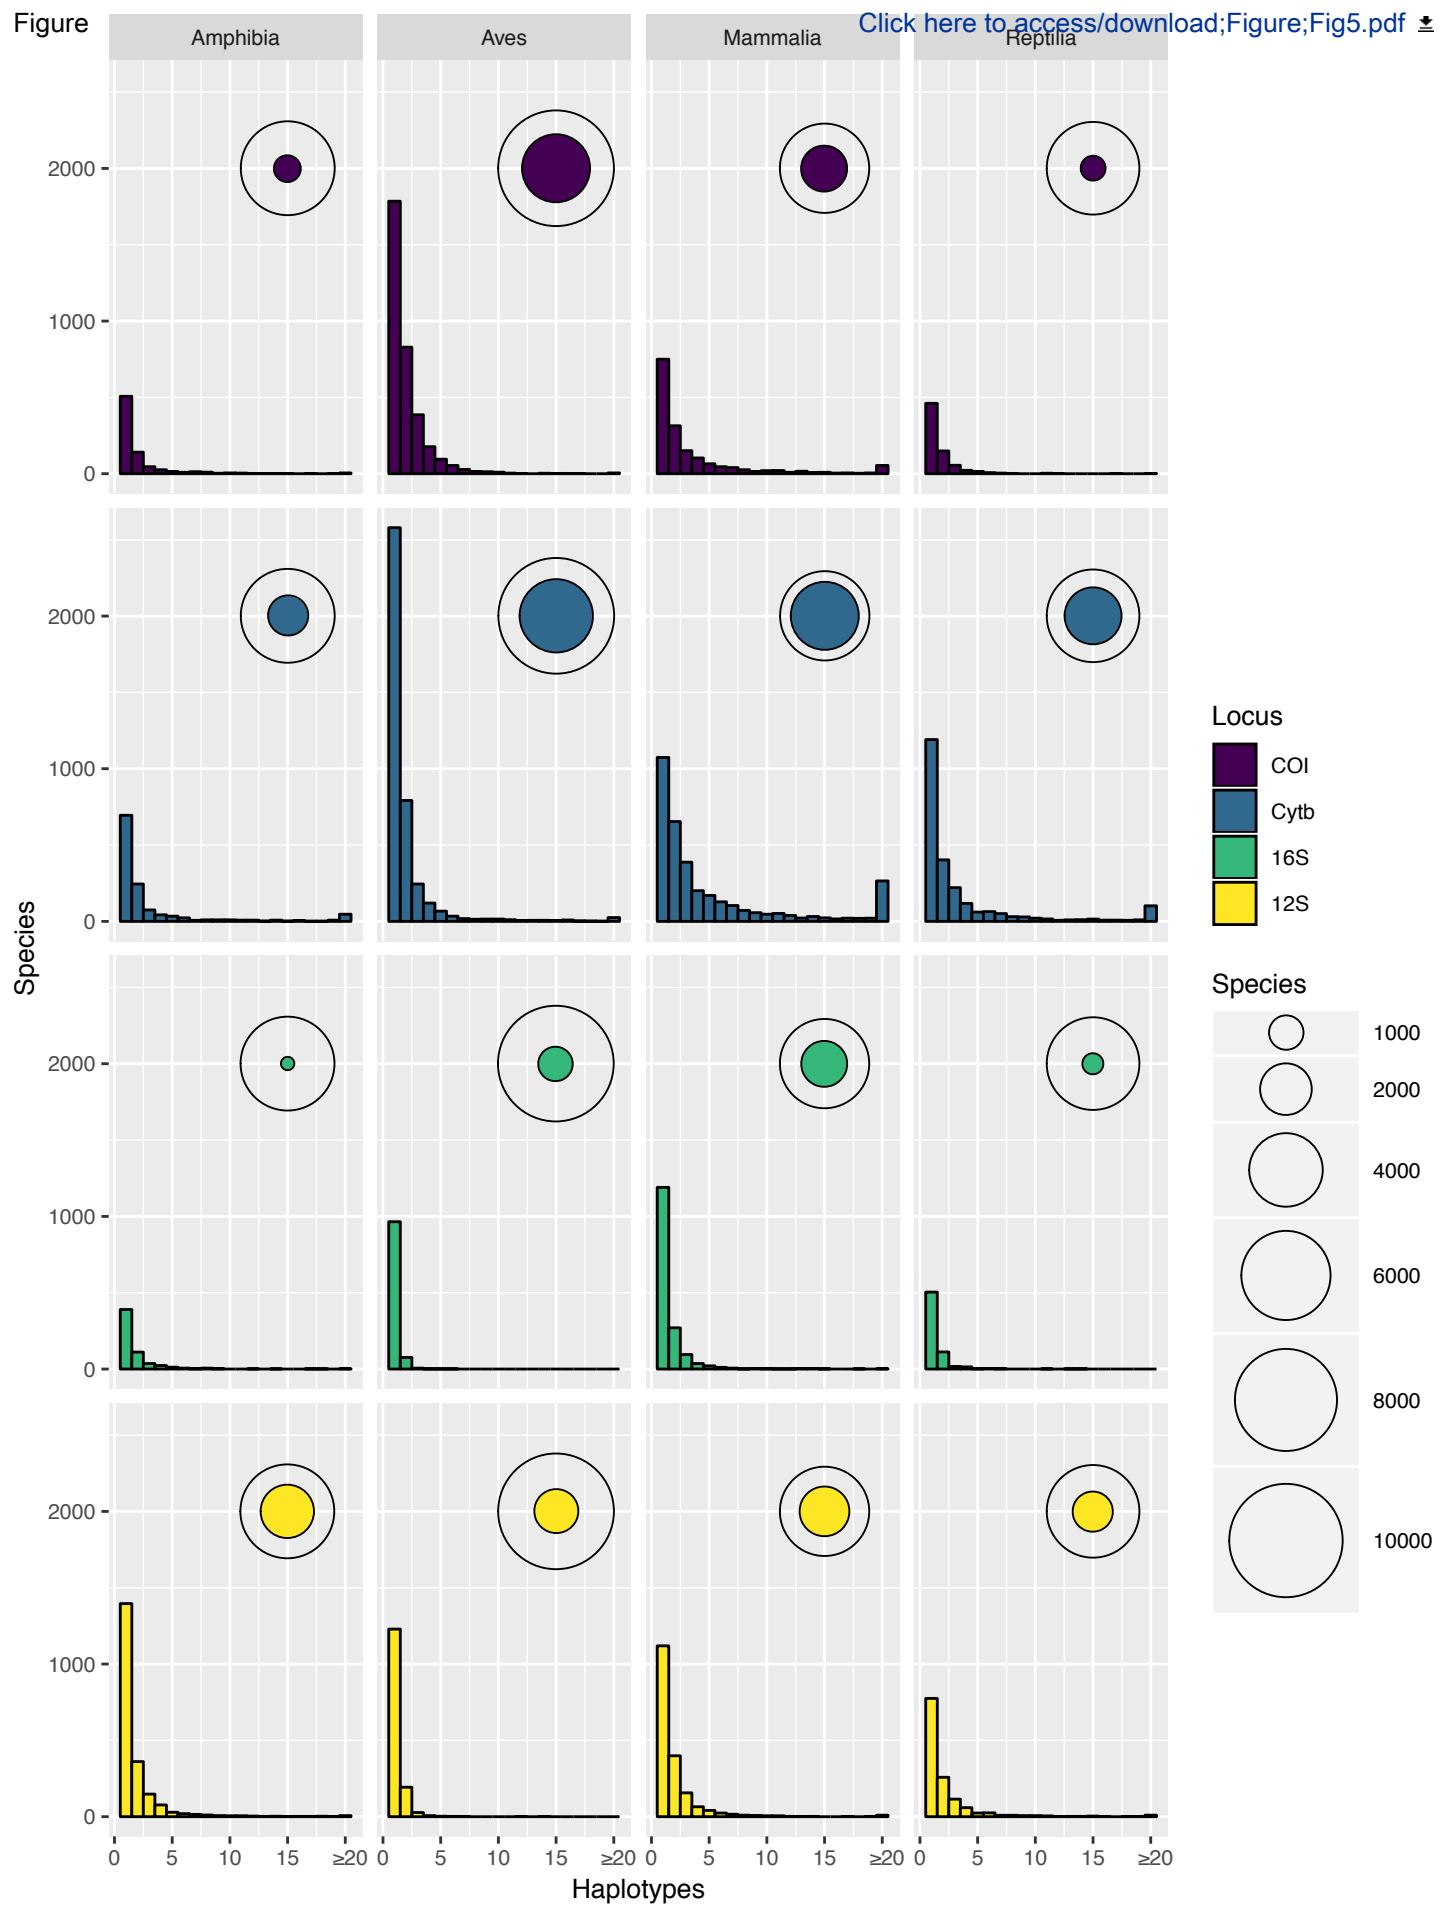 Figure
Click here to access/download;Figure;Fig5.pdf
Amphibia Aves Mammalia Reptilia
2000
1000
0
2000
1000
0
2000
1000
0
2000
1000
0
Species
0 5 10 15 ≥20 0 5 10 15 ≥20 0 5 10 15 ≥20 0 5 10 15 ≥20
Haplotypes
Locus
COI
Cytb
16S
12S
Species
1000
2000
4000
6000
8000
10000